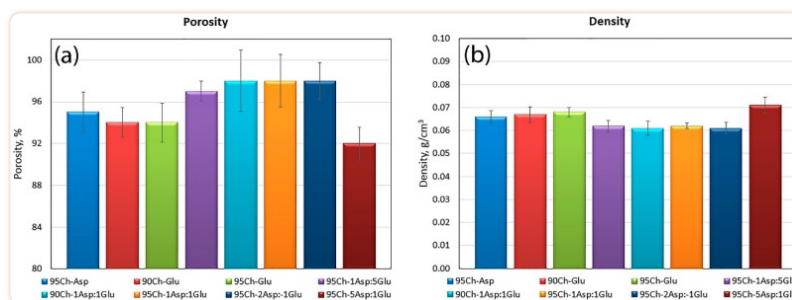 Porosity
(a)
100
96
92
88
84
80
Porosity, %
95Ch-Asp 90Ch-Glu 95Ch-Glu 95Ch-1Asp:5Glu
90Ch-1Asp:1Glu 95Ch-1Asp:1Glu 95Ch-2Asp-:1Glu 95Ch-5Asp:1Glu
Density
(b)
0.10
0.09
0.08
0.07
0.06
0.05
0.04
0.03
0.02
0.01
0.00
Density, g/cm³
95Ch-Asp 90Ch-Glu 95Ch-Glu 95Ch-1Asp:5Glu
90Ch-1Asp:1Glu 95Ch-1Asp:1Glu 95Ch-2Asp-:1Glu 95Ch-5Asp:1Glu